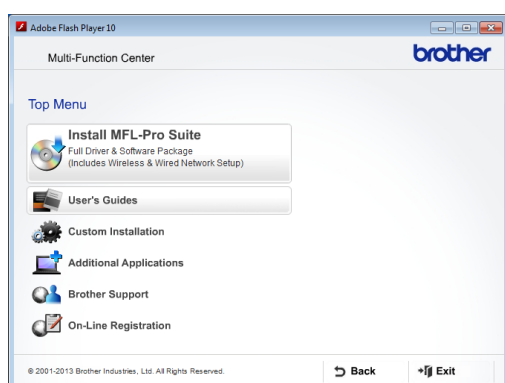 Adobe Flash Player 10
Multi-Function Center
brother
Top Menu
Install MFL-Pro Suite
Full Driver & Software Package
(Includes Wireless & Wired Network Setup)
User's Guides
Custom Installation
Additional Applications
Brother Support
On-Line Registration
© 2001-2013 Brother Industries, Ltd. All Rights Reserved.
Back
Exit